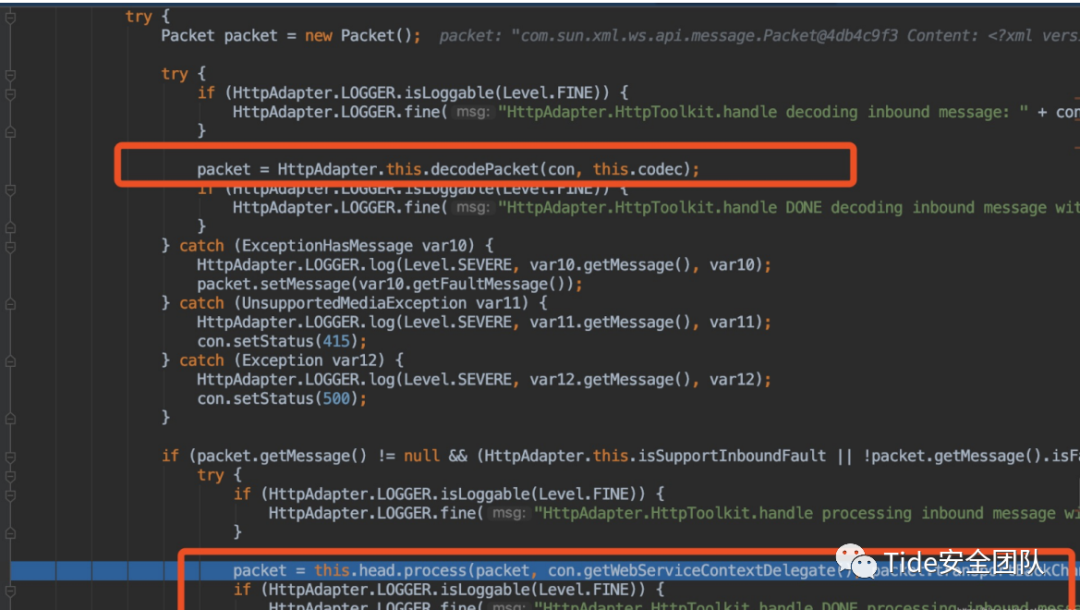 try {
Packet packet = new Packet(); packet: "com.sun.xml.ws.api.message.Packet@4db4c9f3 Content: <?xml
try {
if (HttpAdapter.LOGGER.isLoggable(Level.FINE)) {
HttpAdapter.LOGGER.fine( msg: "HttpAdapter.HttpToolkit.handle decoding inbound message: " +
}
packet = HttpAdapter.this.decodePacket(con, this.codec);
if (HttpAdapter.LOGGER.isLoggable(Level.FINE)) {
HttpAdapter.LOGGER.fine( msg: "HttpAdapter.HttpToolkit.handle DONE decoding inbound message
}
} catch (ExceptionHasMessage var10) {
HttpAdapter.LOGGER.log(Level.SEVERE, var10.getMessage(), var10);
packet.setMessage(var10.getFaultMessage());
} catch (UnsupportedMediaException var11) {
HttpAdapter.LOGGER.log(Level.SEVERE, var11.getMessage(), var11);
con.setStatus(415);
} catch (Exception var12) {
HttpAdapter.LOGGER.log(Level.SEVERE, var12.getMessage(), var12);
con.setStatus(500);
}
if (packet.getMessage() != null && (HttpAdapter.this.isSupportInboundFault || !packet.getMessage().
try {
if (HttpAdapter.LOGGER.isLoggable(Level.FINE)) {
HttpAdapter.LOGGER.fine( msg: "HttpAdapter.HttpToolkit.handle processing inbound message
}
packet = this.head.process(packet, con.getWebServiceContextDelegate()
Tide安全团队
if (HttpAdapter.LOGGER.isLoggable(Level.FINE)) {
HttpAdapter.LOGGER.fine( msg: "HttpAdapter.HttpToolkit.handle DONE processing inbound